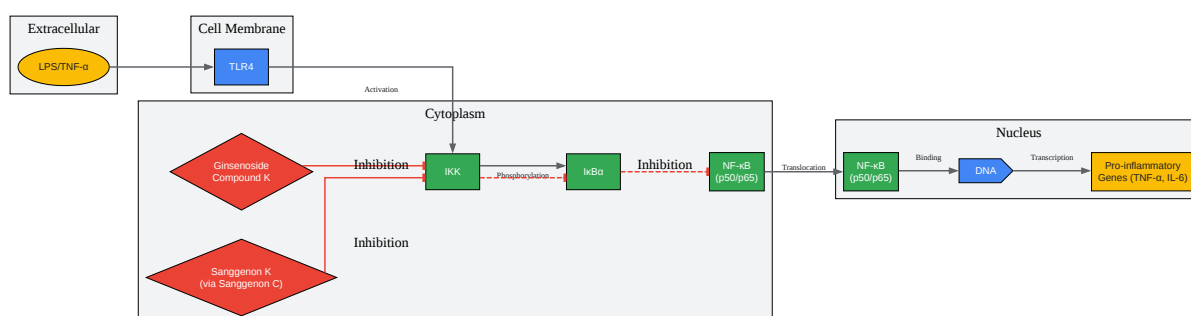 Extracellular
LPS/TNF-α
Cell Membrane
TLR4
Activation
Cytoplasm
Ginsenoside
Compound K
Inhibition
IKK
Phosphorylation
IκBα
Inhibition
NF-κB
(p50/p65)
Sanggenon K
(via Sanggenon C)
Inhibition
Translocation
Nucleus
NF-κB
(p50/p65)
Binding
DNA
Transcription
Pro-inflammatory
Genes (TNF-α, IL-6)